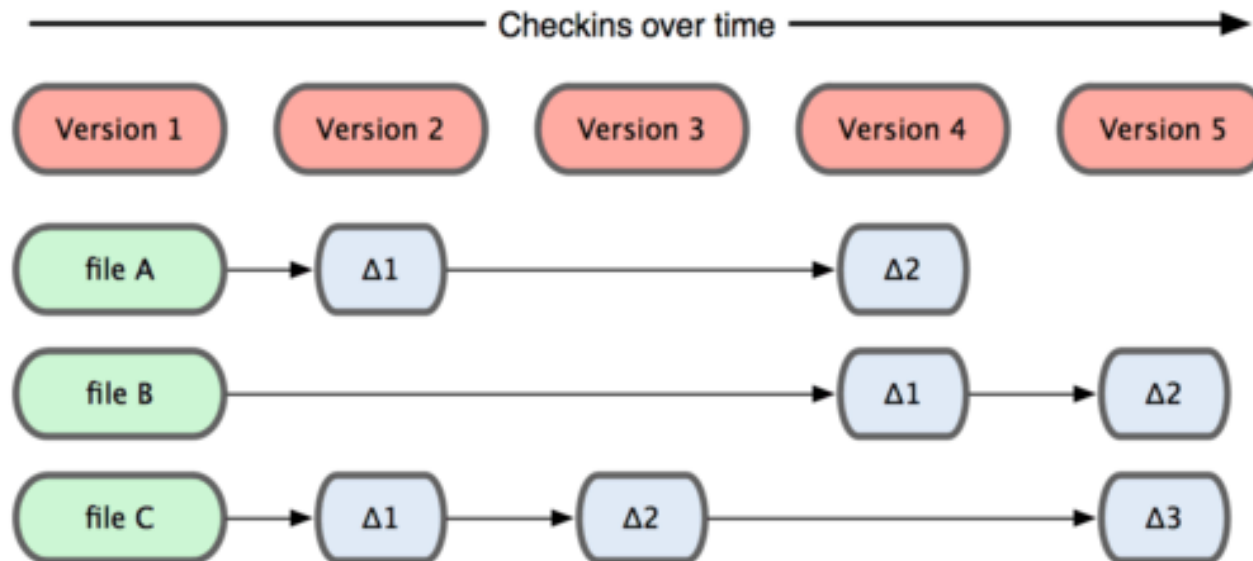 Checkins over time
Version 1 Version 2 Version 3 Version 4 Version 5
file A Δ1 Δ2
file B Δ1 Δ2
file C Δ1 Δ2 Δ3